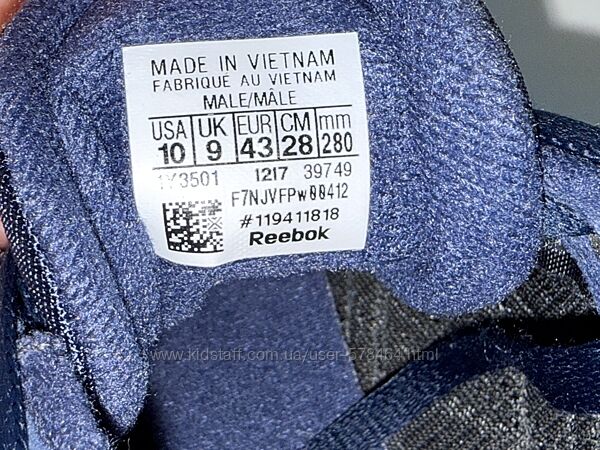 MADE IN VIETNAM
FABRIQUÉ AU VIETNAM
MALE/MÂLE
USA UK EUR CM mm
10 9 43 28 280
1Y3501 1217 39749
F7NJVFPW00412
#119411818
Reebok
www.kidstaff.com.ua/user-578464.html